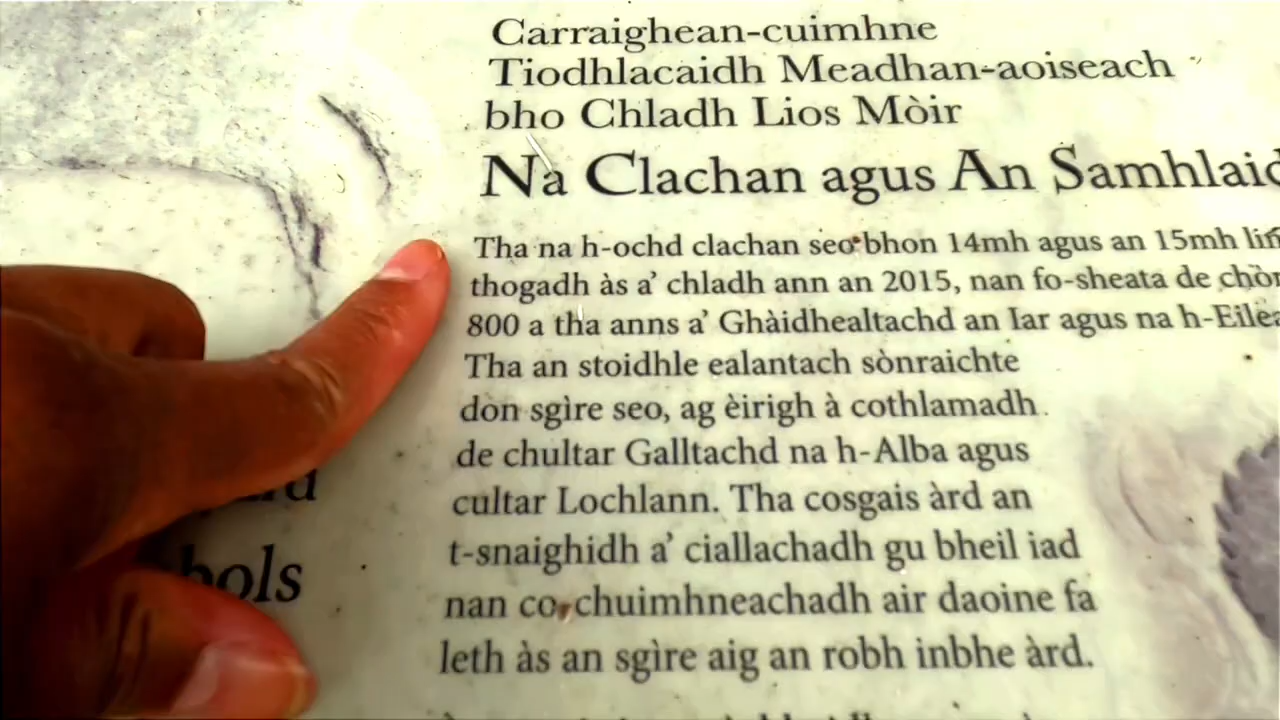 Carraighean-cuimhne
Tiodhlacaidh Meadhan-aoiseach
bho Chladh Lios Mòir
Na Clachan agus An
Tha na h-ochd clachan seo bhon 14mh agus an 15mh
thogadh às a’ chladh ann an 2015, nan fo-sheata de
800 a tha anns a’ Ghàidhealtachd an Iar agus na
Tha an stoidhle ealantach sònraichte
don sgìre seo, ag èirigh à cothlamadh
de chultar Galltachd na h-Alba agus
cultar Lochlann. Tha cosgais àrd an
t-snaighidh a’ ciallachadh gu bheil iad
nan co, chuimhneachadh air daoine fa
leth às an sgìre aig an robh inbhe àrd.